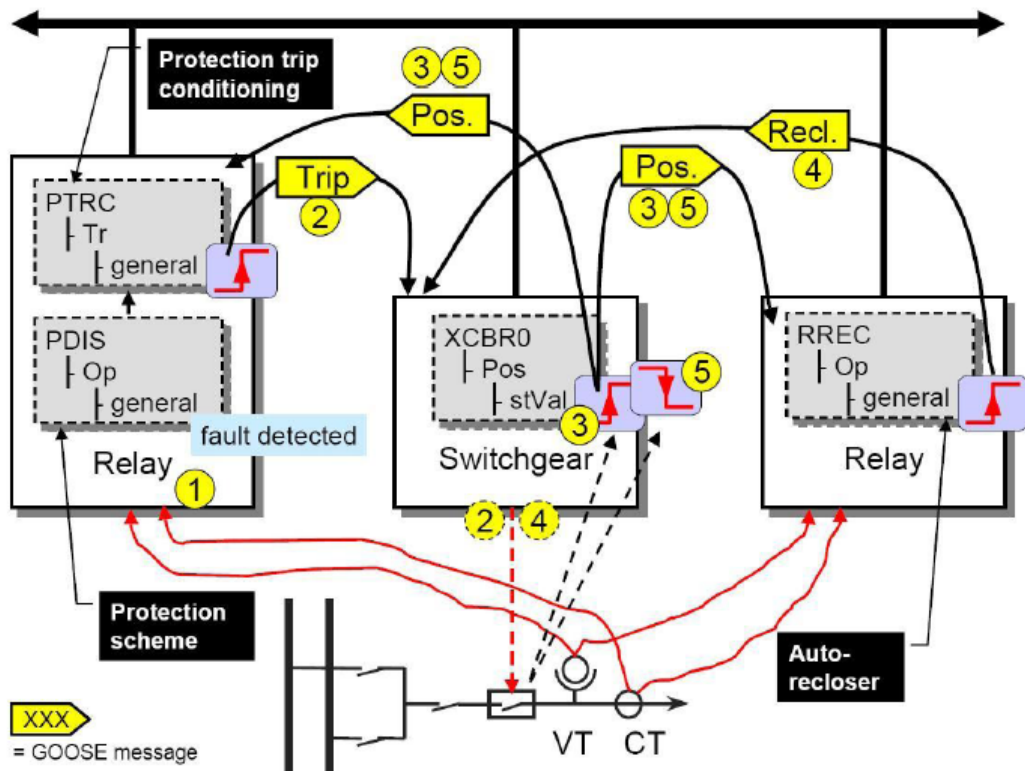 Protection trip
conditioning
3 5
Pos.
Recl.
4
Trip
2
Pos.
3 5
PTRC
Tr
general
PDIS
Op
general
fault detected
Relay
1
XCBR0
Pos
stVal
3
5
Switchgear
2 4
RREC
Op
general
Relay
Protection
scheme
Auto-
recloser
VT CT
XXX
= GOOSE message